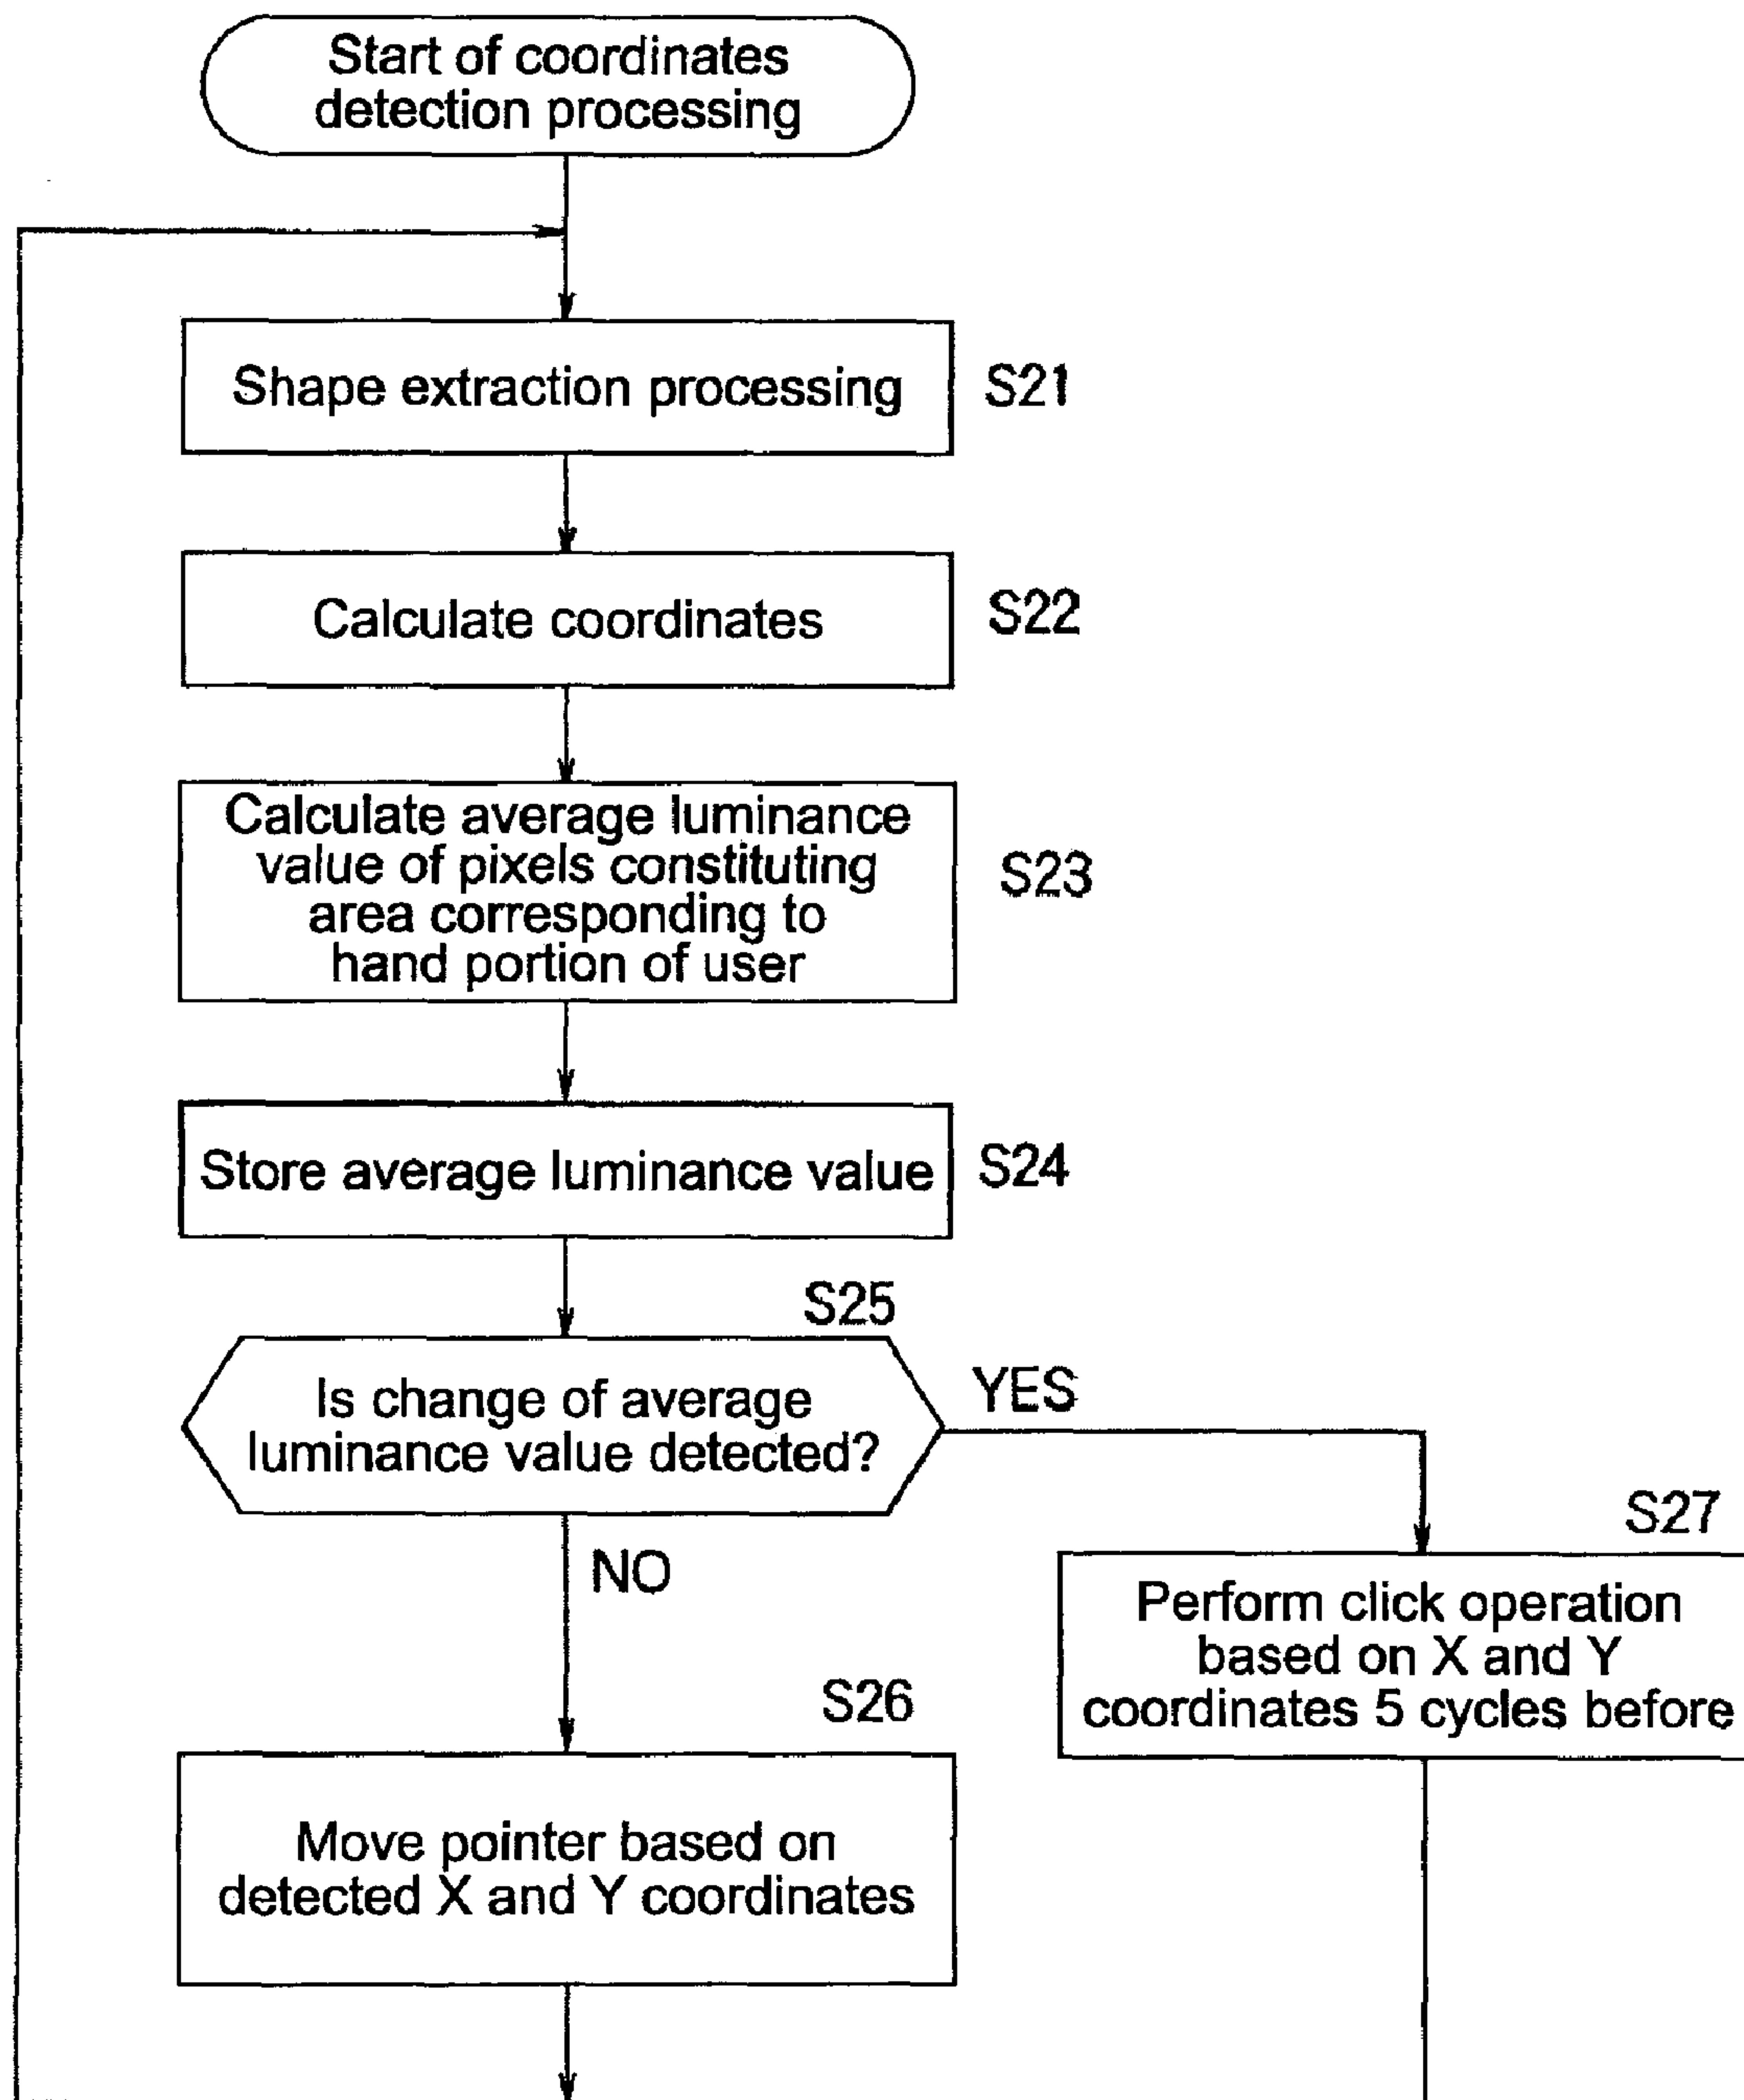 Start of coordinates
detection processing
Shape extraction processing
S21
Calculate coordinates
S22
Calculate average luminance
value of pixels constituting
area corresponding to
hand portion of user
S23
Store average luminance value
S24
S25
Is change of average
luminance value detected?
YES
NO
S27
Perform click operation
based on X and Y
coordinates 5 cycles before
S26
Move pointer based on
detected X and Y coordinates